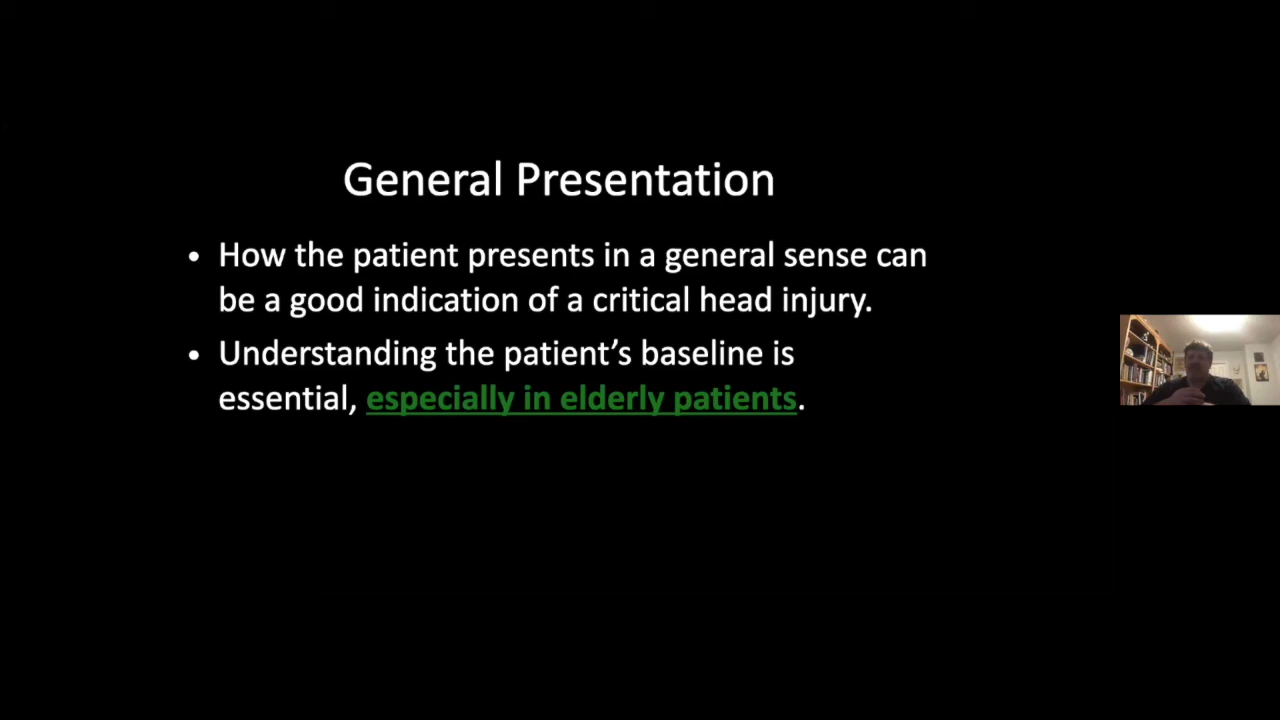 General Presentation
• How the patient presents in a general sense can
be a good indication of a critical head injury.
• Understanding the patient’s baseline is
essential, especially in elderly patients.